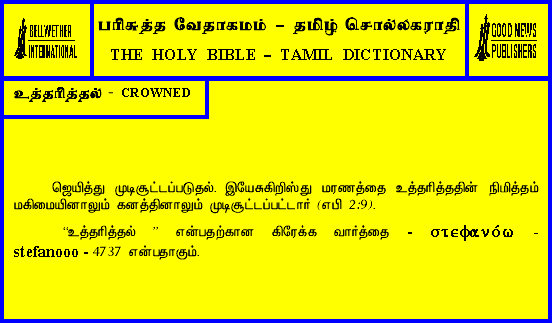 BELLWETHER
INTERNATIONAL
பரிசுத்த வேதாகமம் – தமிழ் சொல்லகராதி
THE HOLY BIBLE – TAMIL DICTIONARY
GOOD NEWS
PUBLISHERS
உத்தரித்தல் - CROWNED
ஜெயித்து முடிசூட்டப்படுதல். இயேசுகிறிஸ்து மரணத்தை உத்தரித்ததின் நிமித்தம்
மகிமையினாலும் கனத்தினாலும் முடிசூட்டப்பட்டார் (எபி 2:9).
“உத்தரித்தல் ” என்பதற்கான கிரேக்க வார்த்தை - στεφανόω -
stefanooo - 4737 என்பதாகும்.